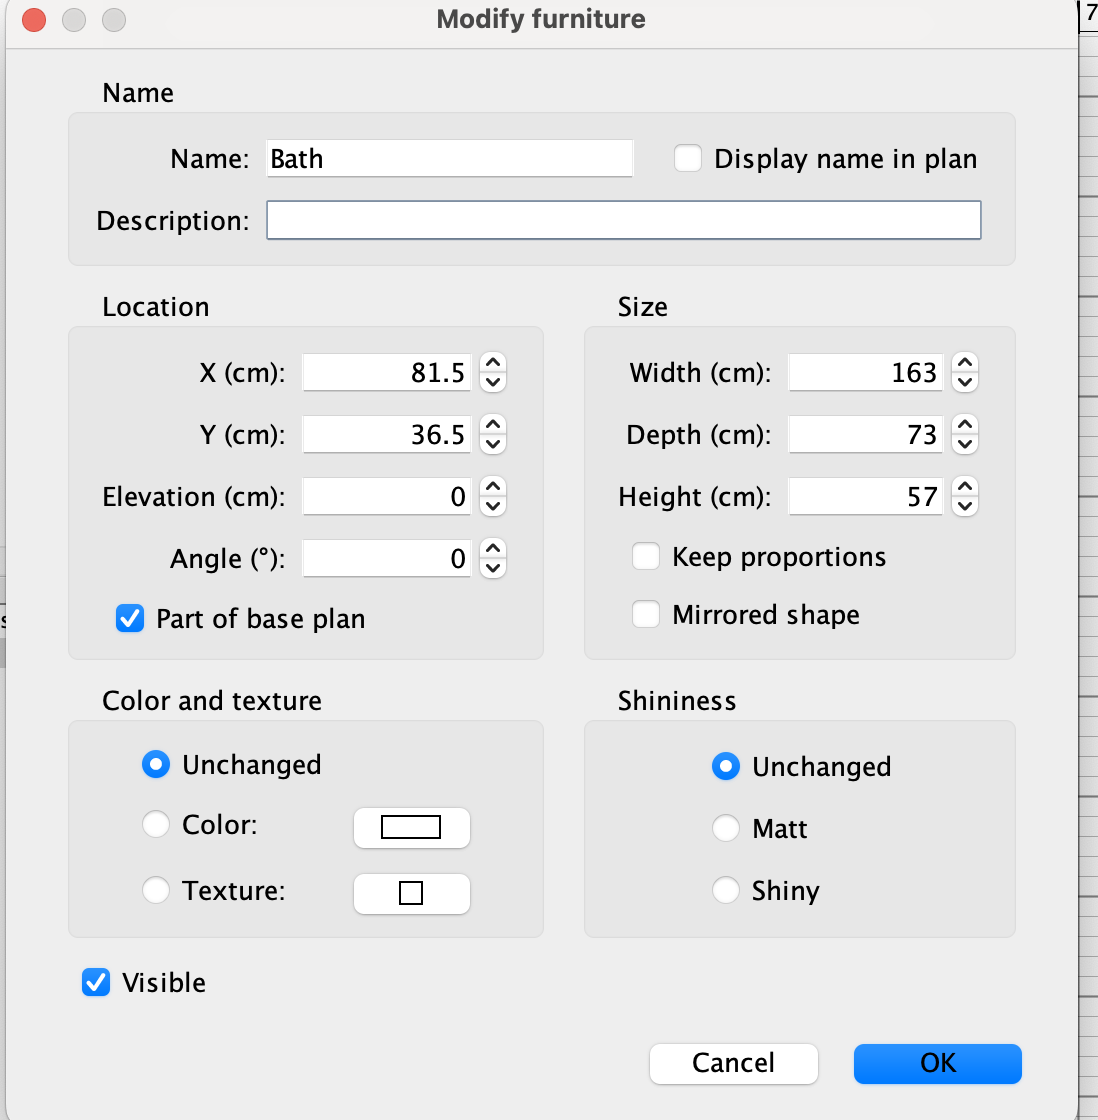 Modify furniture
7
Name
Name: Bath Display name in plan
Description:
Location
X (cm): 81.5
Y (cm): 36.5
Elevation (cm): 0
Angle (°): 0
Part of base plan
Size
Width (cm): 163
Depth (cm): 73
Height (cm): 57
Keep proportions
Mirrored shape
Color and texture
Unchanged
Color:
Texture:
Shininess
Unchanged
Matt
Shiny
Visible
Cancel OK